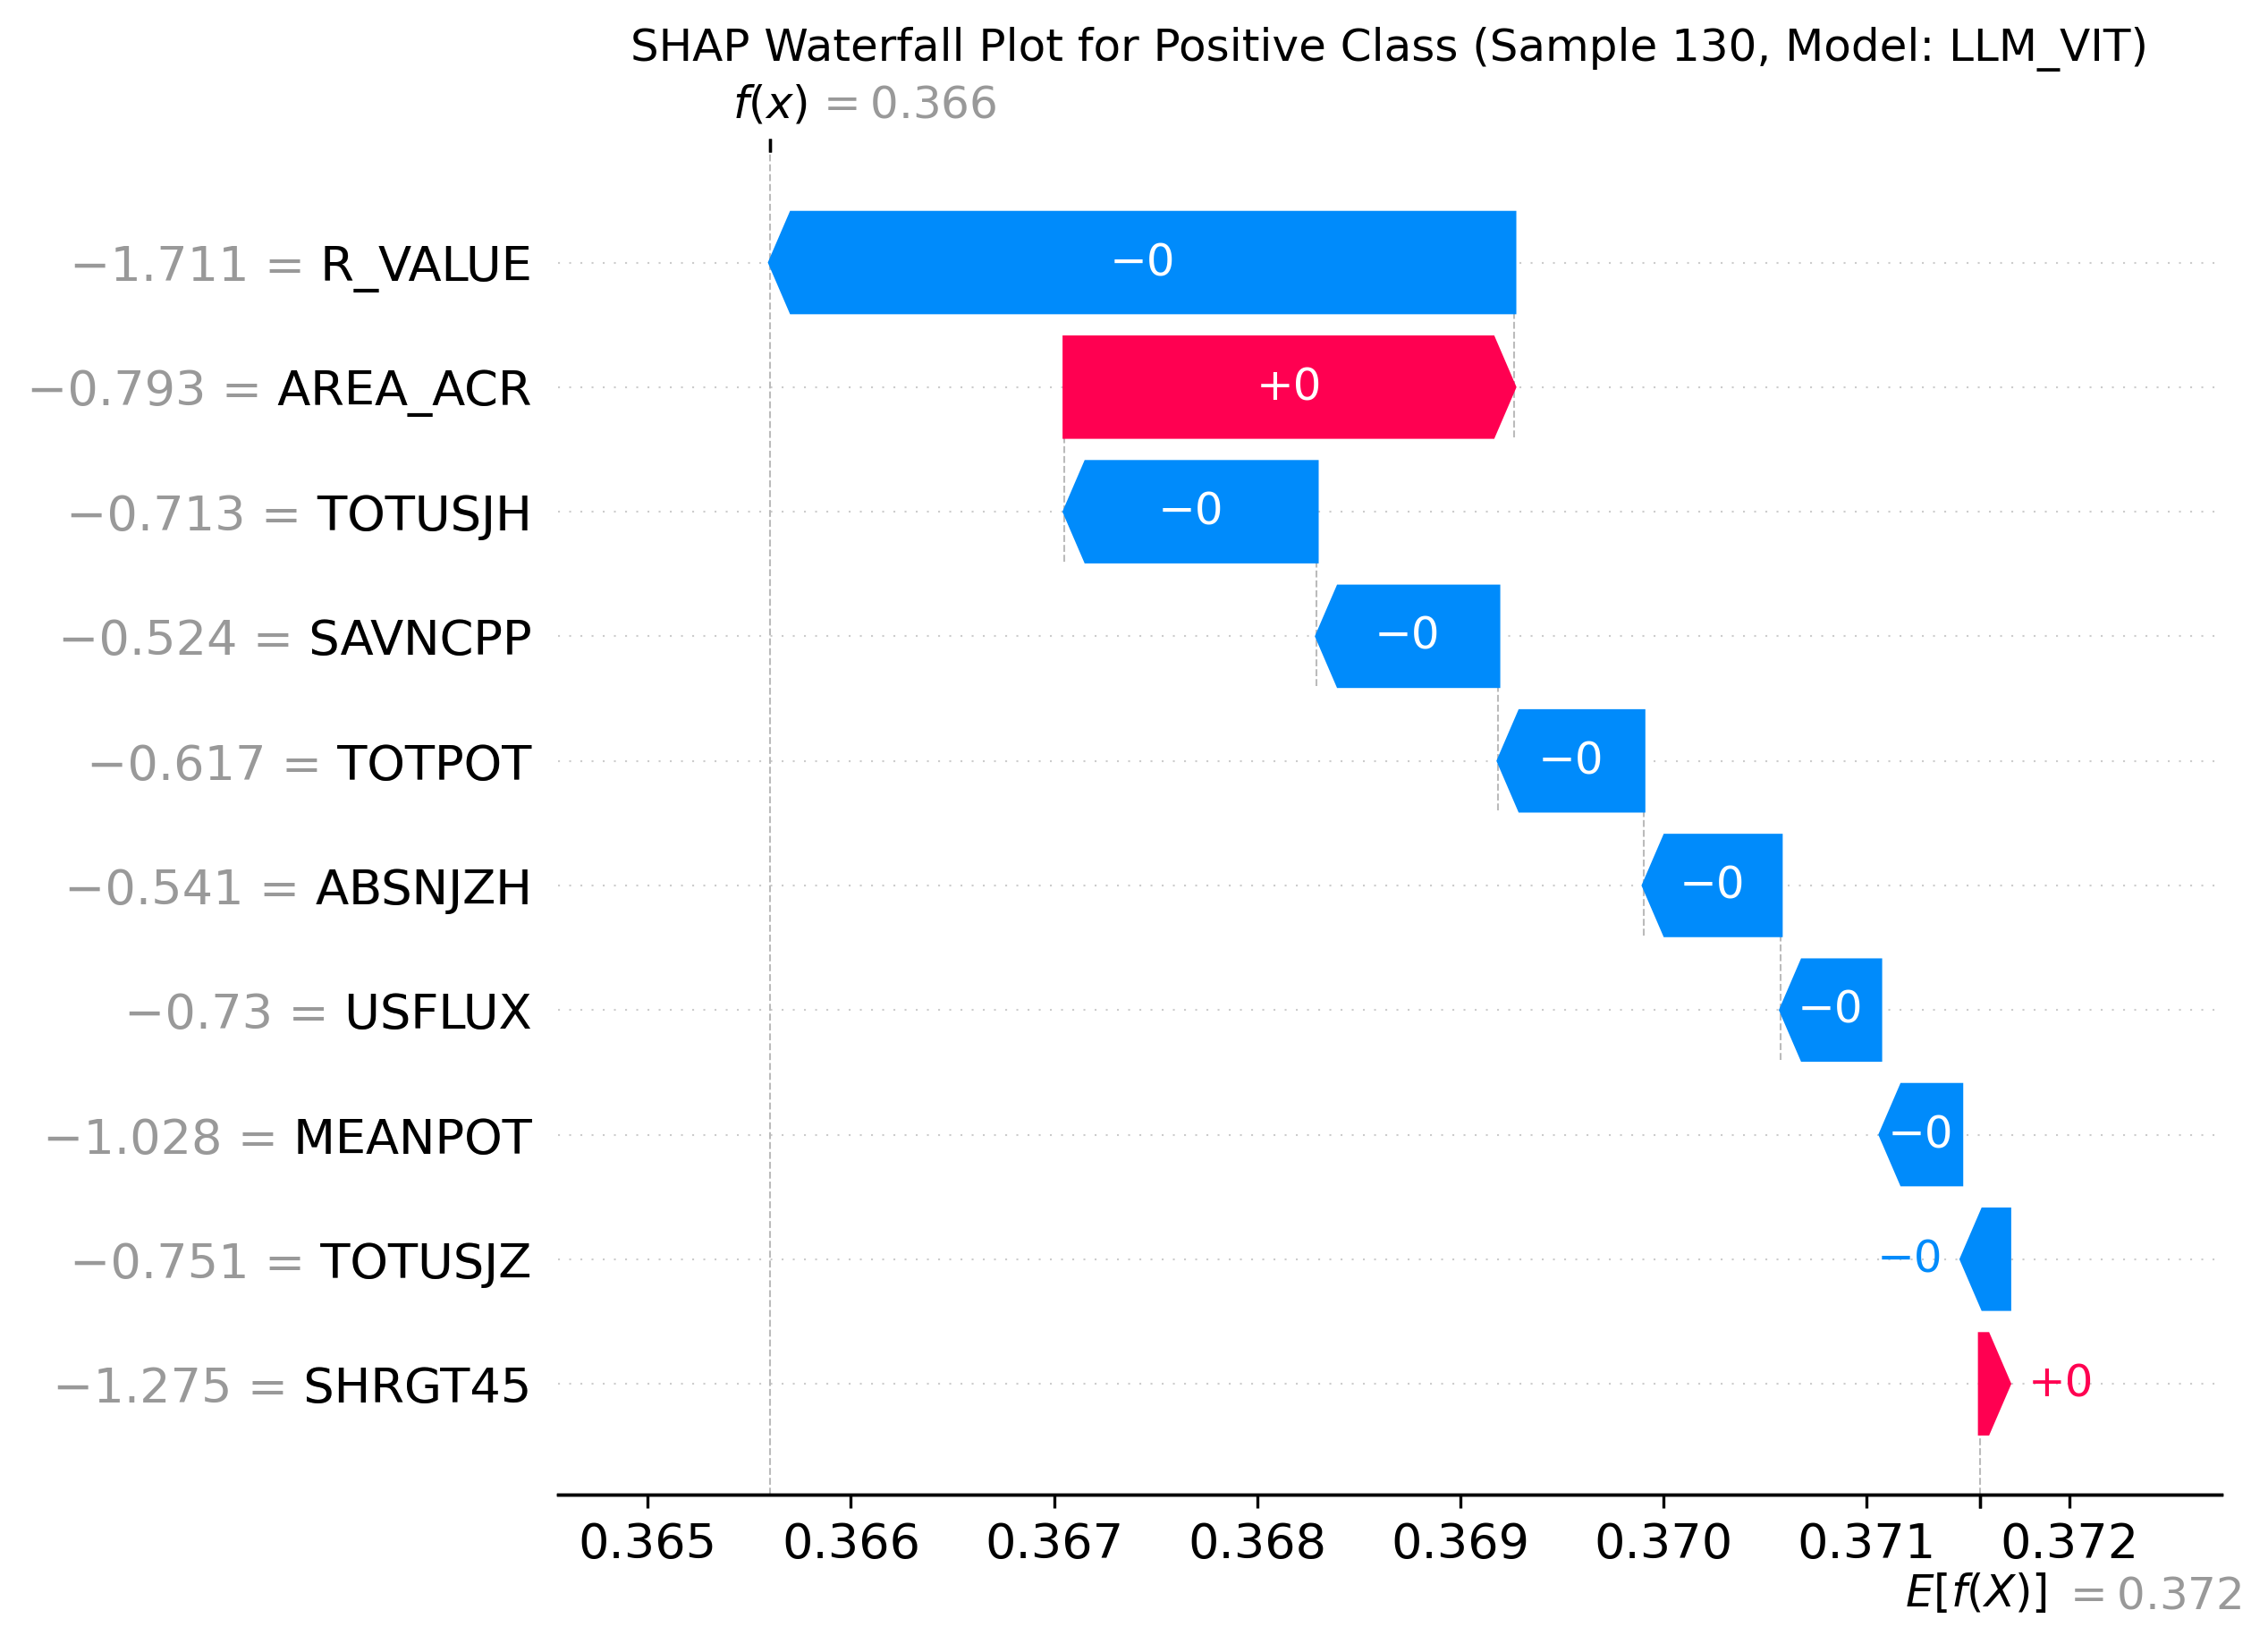 SHAP Waterfall Plot for Positive Class (Sample 130, Model: LLM_VIT)
f(x) = 0.366
−1.711 = R_VALUE −0
−0.793 = AREA_ACR +0
−0.713 = TOTUSJH −0
−0.524 = SAVNCPP −0
−0.617 = TOTPOT −0
−0.541 = ABSNJZH −0
−0.73 = USFLUX −0
−1.028 = MEANPOT −0
−0.751 = TOTUSJZ −0
−1.275 = SHRGT45 +0
0.365 0.366 0.367 0.368 0.369 0.370 0.371 0.372
E[f(X)] = 0.372